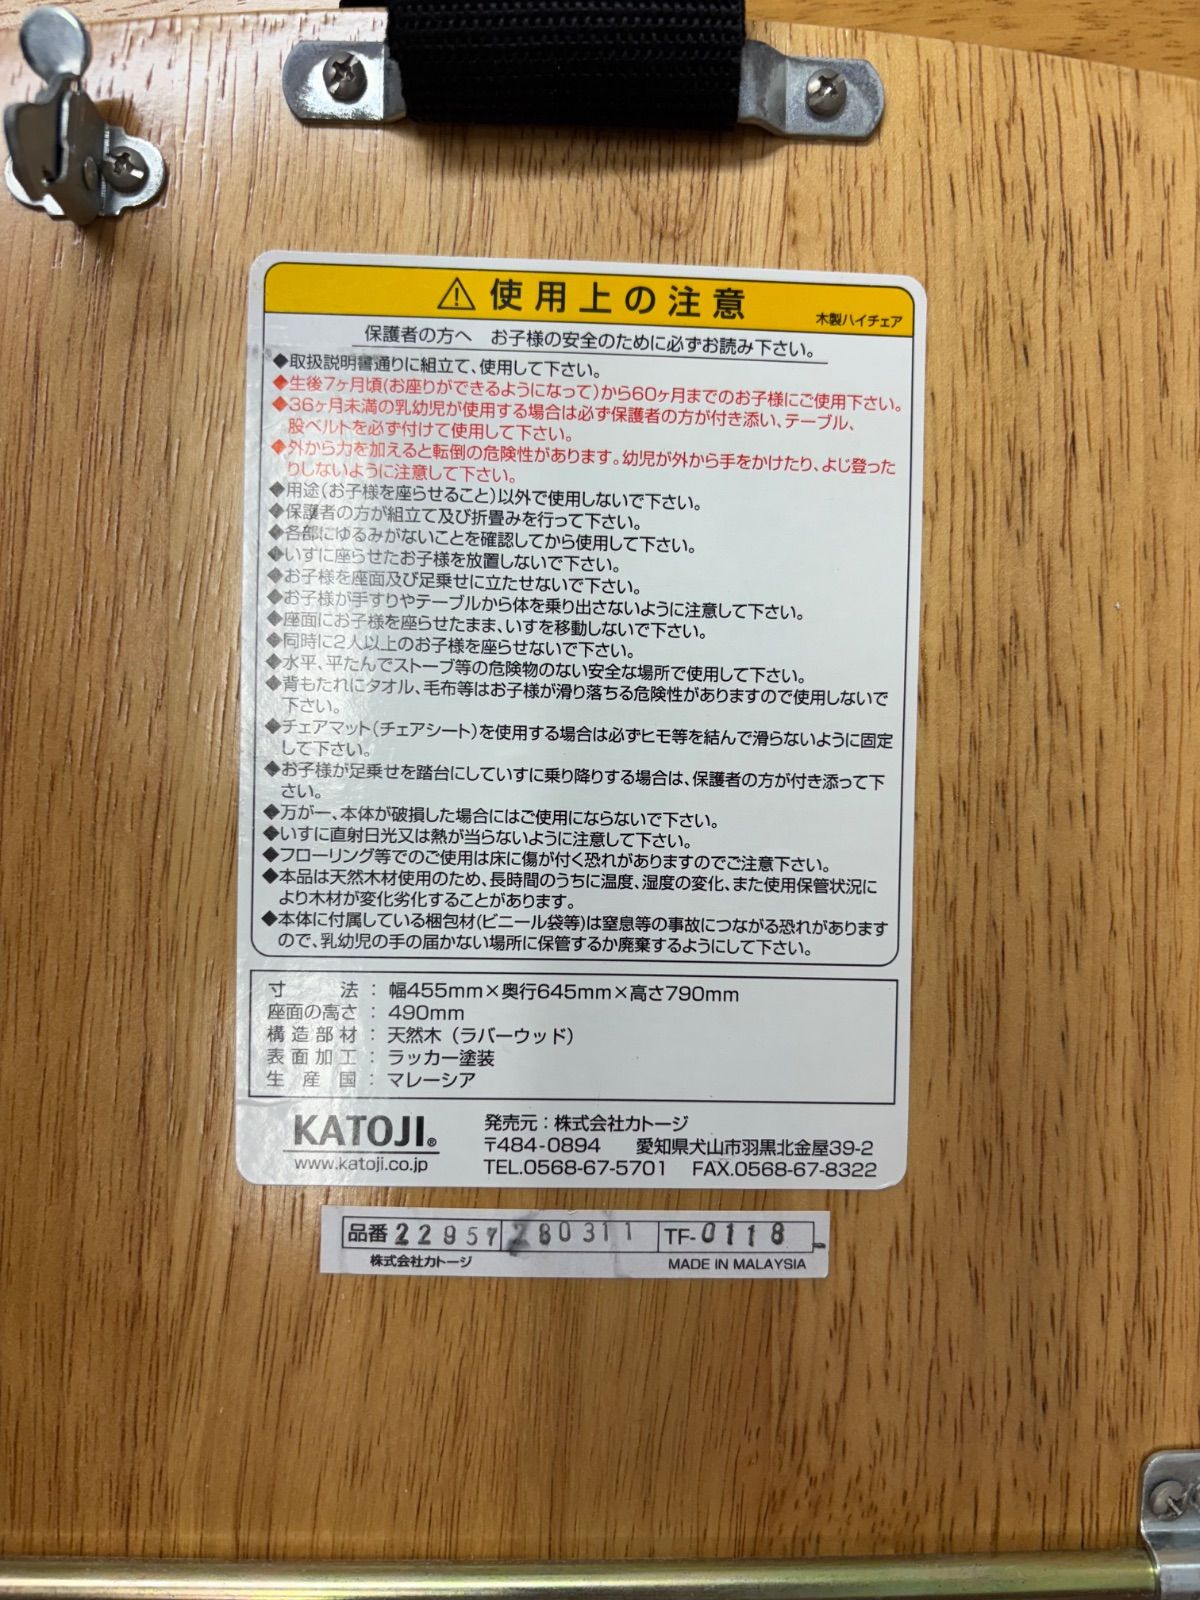 ⚠ 使用上の注意
木製ハイチェア
保護者の方へ お子様の安全のために必ずお読み下さい。
◆取扱説明書通りに組立て、使用して下さい。
◆生後7ヶ月頃(お座りができるようになって)から60ヶ月までのお子様にご使用下さい。
◆36ヶ月未満の乳幼児が使用する場合は必ず保護者の方が付き添い、テーブル、
股ベルトを必ず付けて使用して下さい。
◆外から力を加えると転倒の危険性があります。幼児が外から手をかけたり、よじ登った
りしないように注意して下さい。
◆用途(お子様を座らせること)以外で使用しないで下さい。
◆保護者の方が組立て及び折畳みを行って下さい。
◆各部にゆるみがないことを確認してから使用して下さい。
◆いすに座らせたお子様を放置しないで下さい。
◆お子様を座面及び足乗せに立たせないで下さい。
◆お子様が手すりやテーブルから体を乗り出さないように注意して下さい。
◆座面にお子様を座らせたまま、いすを移動しないで下さい。
◆同時に2人以上のお子様を座らせないで下さい。
◆水平、平たんでストーブ等の危険物のない安全な場所で使用して下さい。
◆背もたれにタオル、毛布等はお子様が滑り落ちる危険性がありますので使用しないで
下さい。
◆チェアマット(チェアシート)を使用する場合は必ずヒモ等を結んで滑らないように固定
して下さい。
◆お子様が足乗せを踏台にしていすに乗り降りする場合は、保護者の方が付き添って下
さい。
◆万が一、本体が破損した場合にはご使用にならないで下さい。
◆いすに直射日光又は熱が当らないように注意して下さい。
◆フローリング等でのご使用は床に傷が付く恐れがありますのでご注意下さい。
◆本品は天然木材使用のため、長時間のうちに温度、湿度の変化、また使用保管状況に
より木材が変化劣化することがあります。
◆本体に付属している梱包材(ビニール袋等)は窒息等の事故につながる恐れがあります
ので、乳幼児の手の届かない場所に保管するか廃棄するようにして下さい。
寸法：幅455mm×奥行645mm×高さ790mm
座面の高さ：490mm
構造部材：天然木（ラバーウッド）
表面加工：ラッカー塗装
生産国：マレーシア
KATOJI®
www.katoji.co.jp
発売元：株式会社カトージ
〒484-0894 愛知県犬山市羽黒北金屋39-2
TEL.0568-67-5701 FAX.0568-67-8322
品番 22957 280311 TF-0118
株式会社カトージ MADE IN MALAYSIA